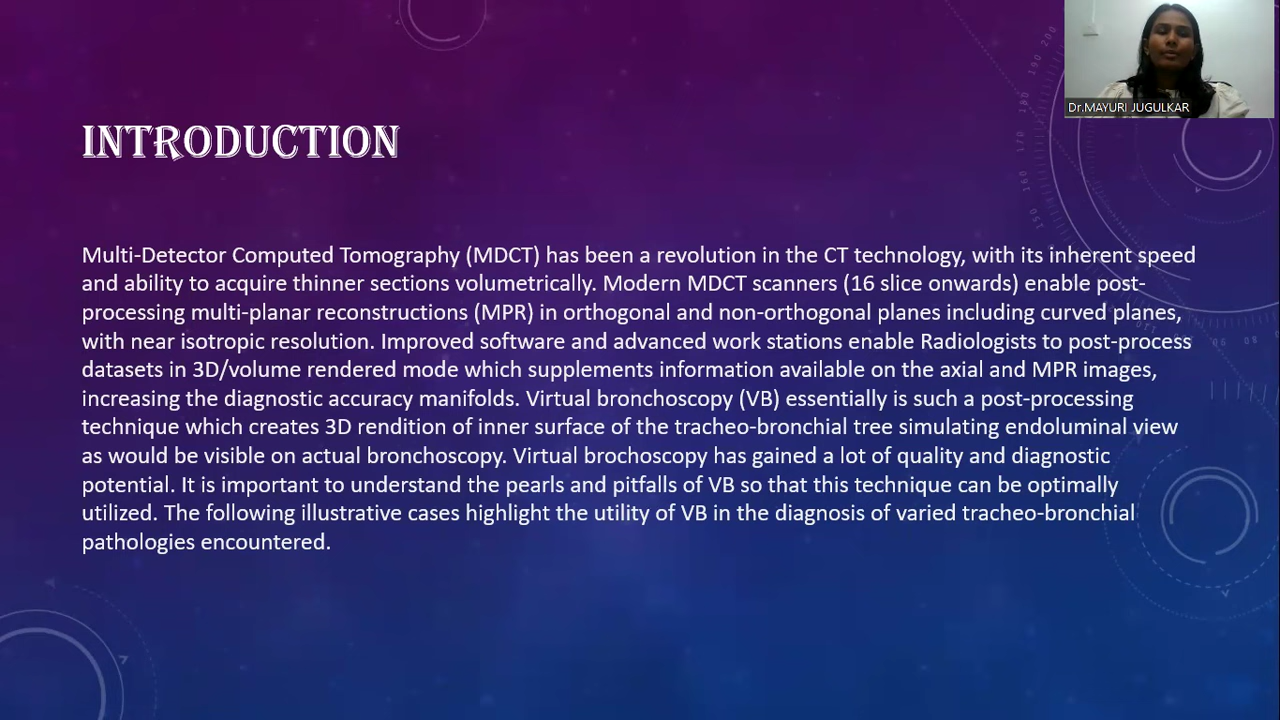 INTRODUCTION
Dr.MAYURI JUGULKAR
Multi-Detector Computed Tomography (MDCT) has been a revolution in the CT technology, with its inherent speed
and ability to acquire thinner sections volumetrically. Modern MDCT scanners (16 slice onwards) enable post-
processing multi-planar reconstructions (MPR) in orthogonal and non-orthogonal planes including curved planes,
with near isotropic resolution. Improved software and advanced work stations enable Radiologists to post-process
datasets in 3D/volume rendered mode which supplements information available on the axial and MPR images,
increasing the diagnostic accuracy manifolds. Virtual bronchoscopy (VB) essentially is such a post-processing
technique which creates 3D rendition of inner surface of the tracheo-bronchial tree simulating endoluminal view
as would be visible on actual bronchoscopy. Virtual brochoscopy has gained a lot of quality and diagnostic
potential. It is important to understand the pearls and pitfalls of VB so that this technique can be optimally
utilized. The following illustrative cases highlight the utility of VB in the diagnosis of varied tracheo-bronchial
pathologies encountered.
200
190
180
170
160
150